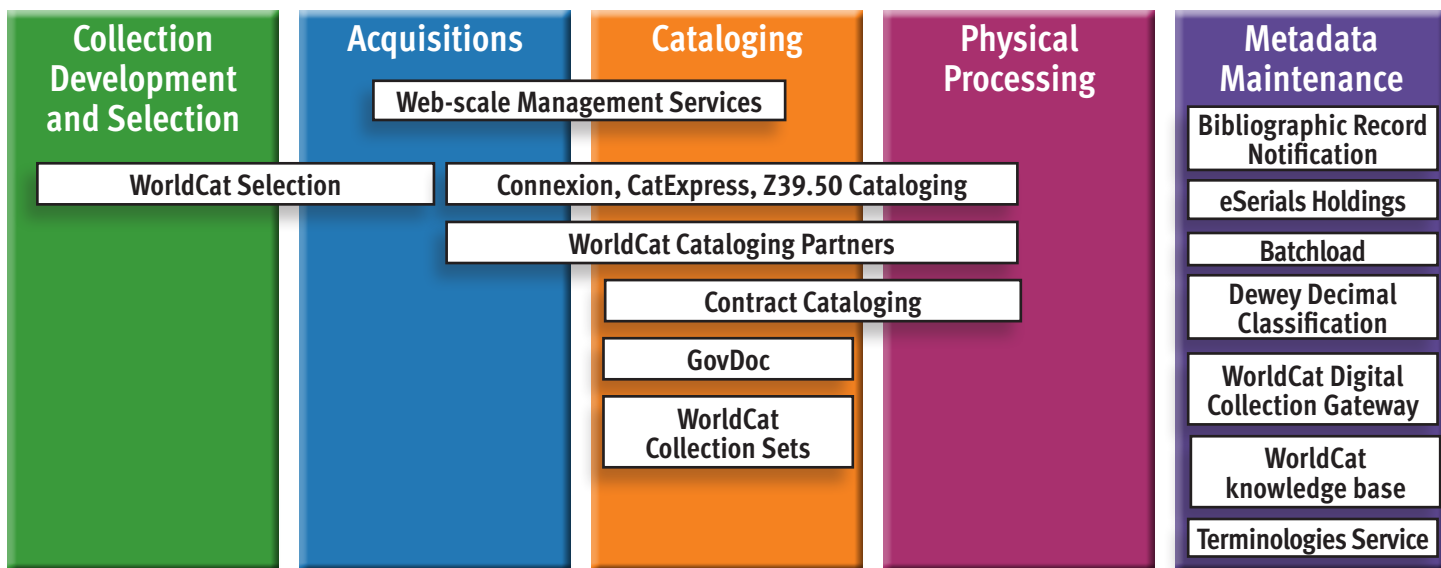 Collection
Development
and Selection
Acquisitions
Cataloging
Physical
Processing
Metadata
Maintenance
Web-scale Management Services
WorldCat Selection
Connexion, CatExpress, Z39.50 Cataloging
WorldCat Cataloging Partners
Contract Cataloging
GovDoc
WorldCat
Collection Sets
Bibliographic Record
Notification
eSerials Holdings
Batchload
Dewey Decimal
Classification
WorldCat Digital
Collection Gateway
WorldCat
knowledge base
Terminologies Service